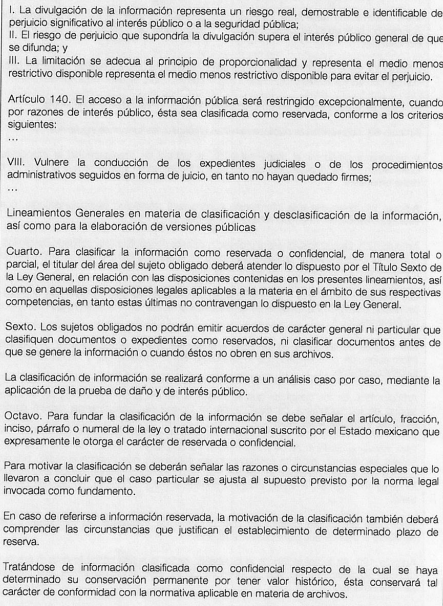 I. La divulgación de la información representa un riesgo real, demostrable e identificable de
perjuicio significativo al interés público o a la seguridad pública;
II. El riesgo de perjuicio que supondría la divulgación supera el interés público general de que
se difunda; y
III. La limitación se adecua al principio de proporcionalidad y representa el medio menos
restrictivo disponible representa el medio menos restrictivo disponible para evitar el perjuicio.
Artículo 140. El acceso a la información pública será restringido excepcionalmente, cuando
por razones de interés público, ésta sea clasificada como reservada, conforme a los criterios
siguientes:
...
VIII. Vulnere la conducción de los expedientes judiciales o de los procedimientos
administrativos seguidos en forma de juicio, en tanto no hayan quedado firmes;
...
Lineamientos Generales en materia de clasificación y desclasificación de la información,
así como para la elaboración de versiones públicas
Cuarto. Para clasificar la información como reservada o confidencial, de manera total o
parcial, el titular del área del sujeto obligado deberá atender lo dispuesto por el Título Sexto de
la Ley General, en relación con las disposiciones contenidas en los presentes lineamientos, así
como en aquellas disposiciones legales aplicables a la materia en el ámbito de sus respectivas
competencias, en tanto estas últimas no contravengan lo dispuesto en la Ley General.
Sexto. Los sujetos obligados no podrán emitir acuerdos de carácter general ni particular que
clasifiquen documentos o expedientes como reservados, ni clasificar documentos antes de
que se genere la información o cuando éstos no obren en sus archivos.
La clasificación de información se realizará conforme a un análisis caso por caso, mediante la
aplicación de la prueba de daño y de interés público.
Octavo. Para fundar la clasificación de la información se debe señalar el artículo, fracción,
inciso, párrafo o numeral de la ley o tratado internacional suscrito por el Estado mexicano que
expresamente le otorga el carácter de reservada o confidencial.
Para motivar la clasificación se deberán señalar las razones o circunstancias especiales que lo
llevaron a concluir que el caso particular se ajusta al supuesto previsto por la norma legal
invocada como fundamento.
En caso de referirse a información reservada, la motivación de la clasificación también deberá
comprender las circunstancias que justifican el establecimiento de determinado plazo de
reserva.
Tratándose de información clasificada como confidencial respecto de la cual se haya
determinado su conservación permanente por tener valor histórico, ésta conservará tal
carácter de conformidad con la normativa aplicable en materia de archivos.